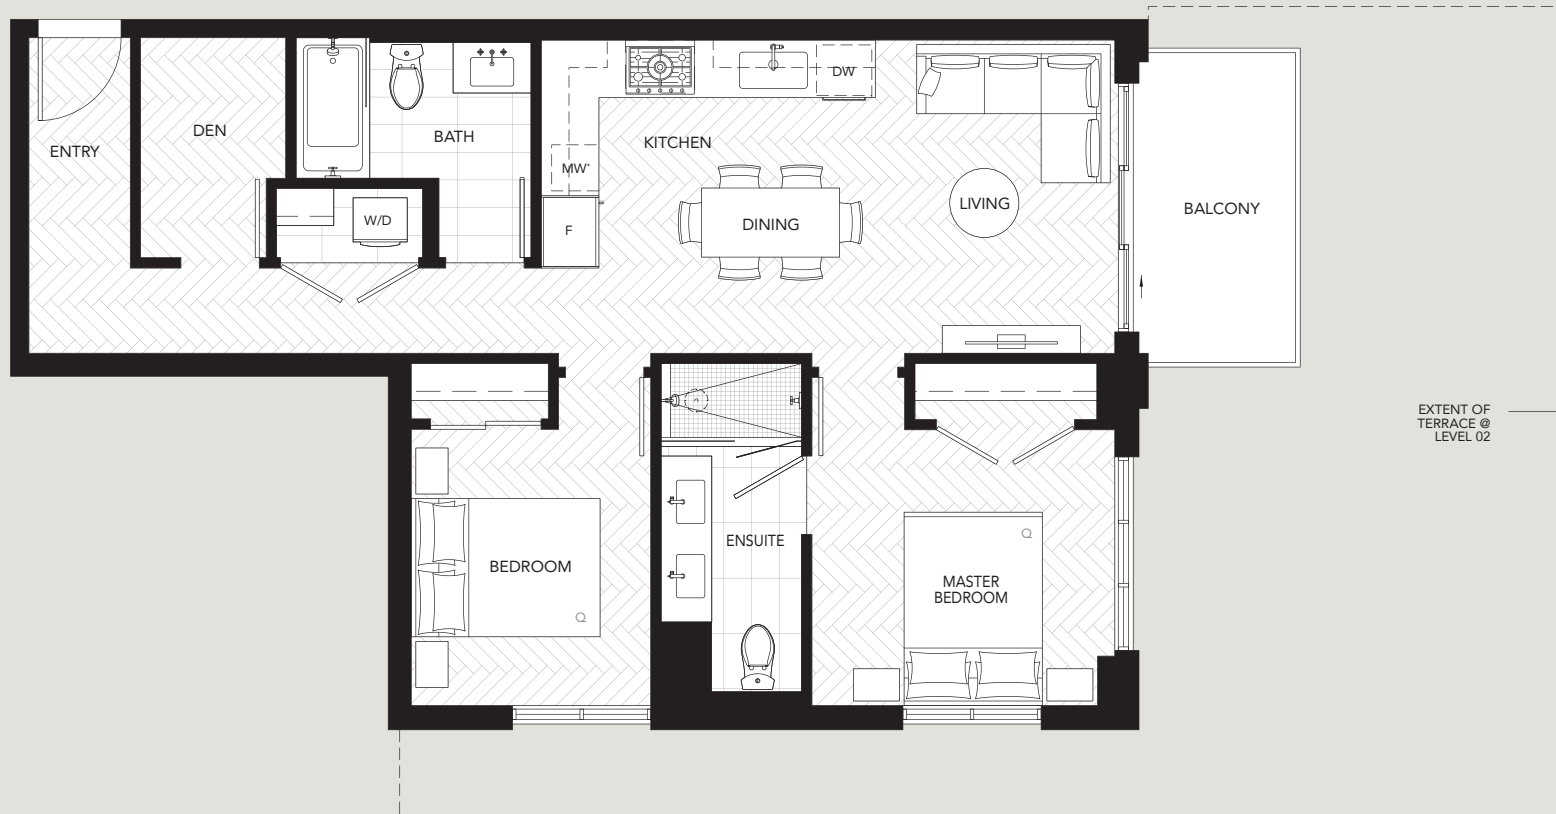 DW
DEN
BATH
KITCHEN
ENTRY
MW*
LIVING
BALCONY
W/D
DINING
F
EXTENT OF
TERRACE @
LEVEL 02
Q
ENSUITE
BEDROOM
MASTER
BEDROOM
Q